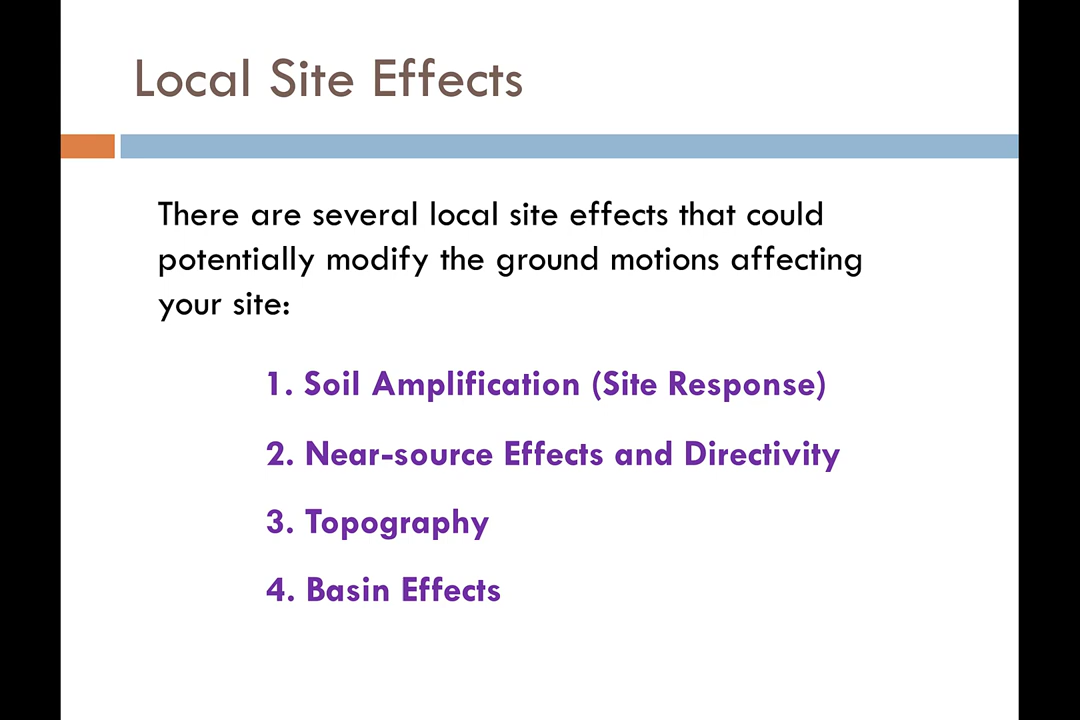 Local Site Effects
There are several local site effects that could
potentially modify the ground motions affecting
your site:
1. Soil Amplification (Site Response)
2. Near-source Effects and Directivity
3. Topography
4. Basin Effects